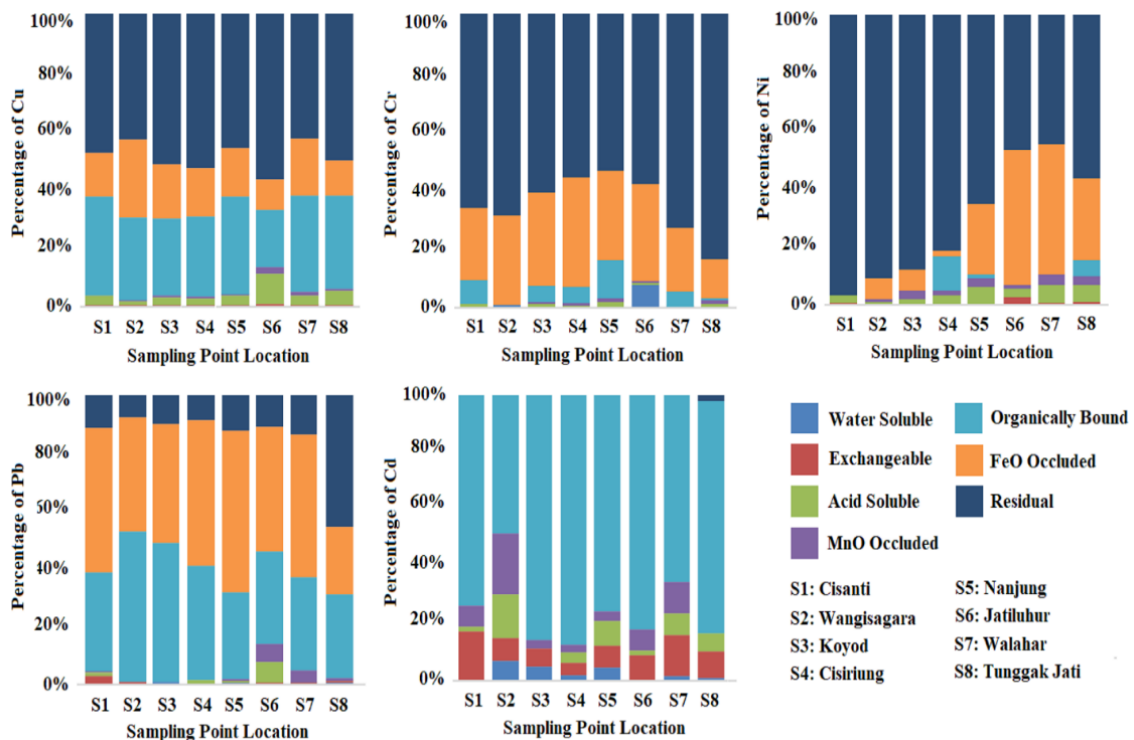 Percentage of Cu
100%
80%
60%
40%
20%
0%
S1 S2 S3 S4 S5 S6 S7 S8
Sampling Point Location
Percentage of Cr
100%
80%
60%
40%
20%
0%
S1 S2 S3 S4 S5 S6 S7 S8
Sampling Point Location
Percentage of Ni
100%
80%
60%
40%
20%
0%
S1 S2 S3 S4 S5 S6 S7 S8
Sampling Point Location
Percentage of Pb
100%
80%
50%
40%
20%
0%
S1 S2 S3 S4 S5 S6 S7 S8
Sampling Point Location
Percentage of Cd
100%
80%
60%
40%
20%
0%
S1 S2 S3 S4 S5 S6 S7 S8
Sampling Point Location
Water Soluble
Exchangeable
Acid Soluble
MnO Occluded
Organically Bound
FeO Occluded
Residual
S1: Cisanti
S2: Wangisagara
S3: Koyod
S4: Cisiriung
S5: Nanjung
S6: Jatiluhur
S7: Walahar
S8: Tunggak Jati